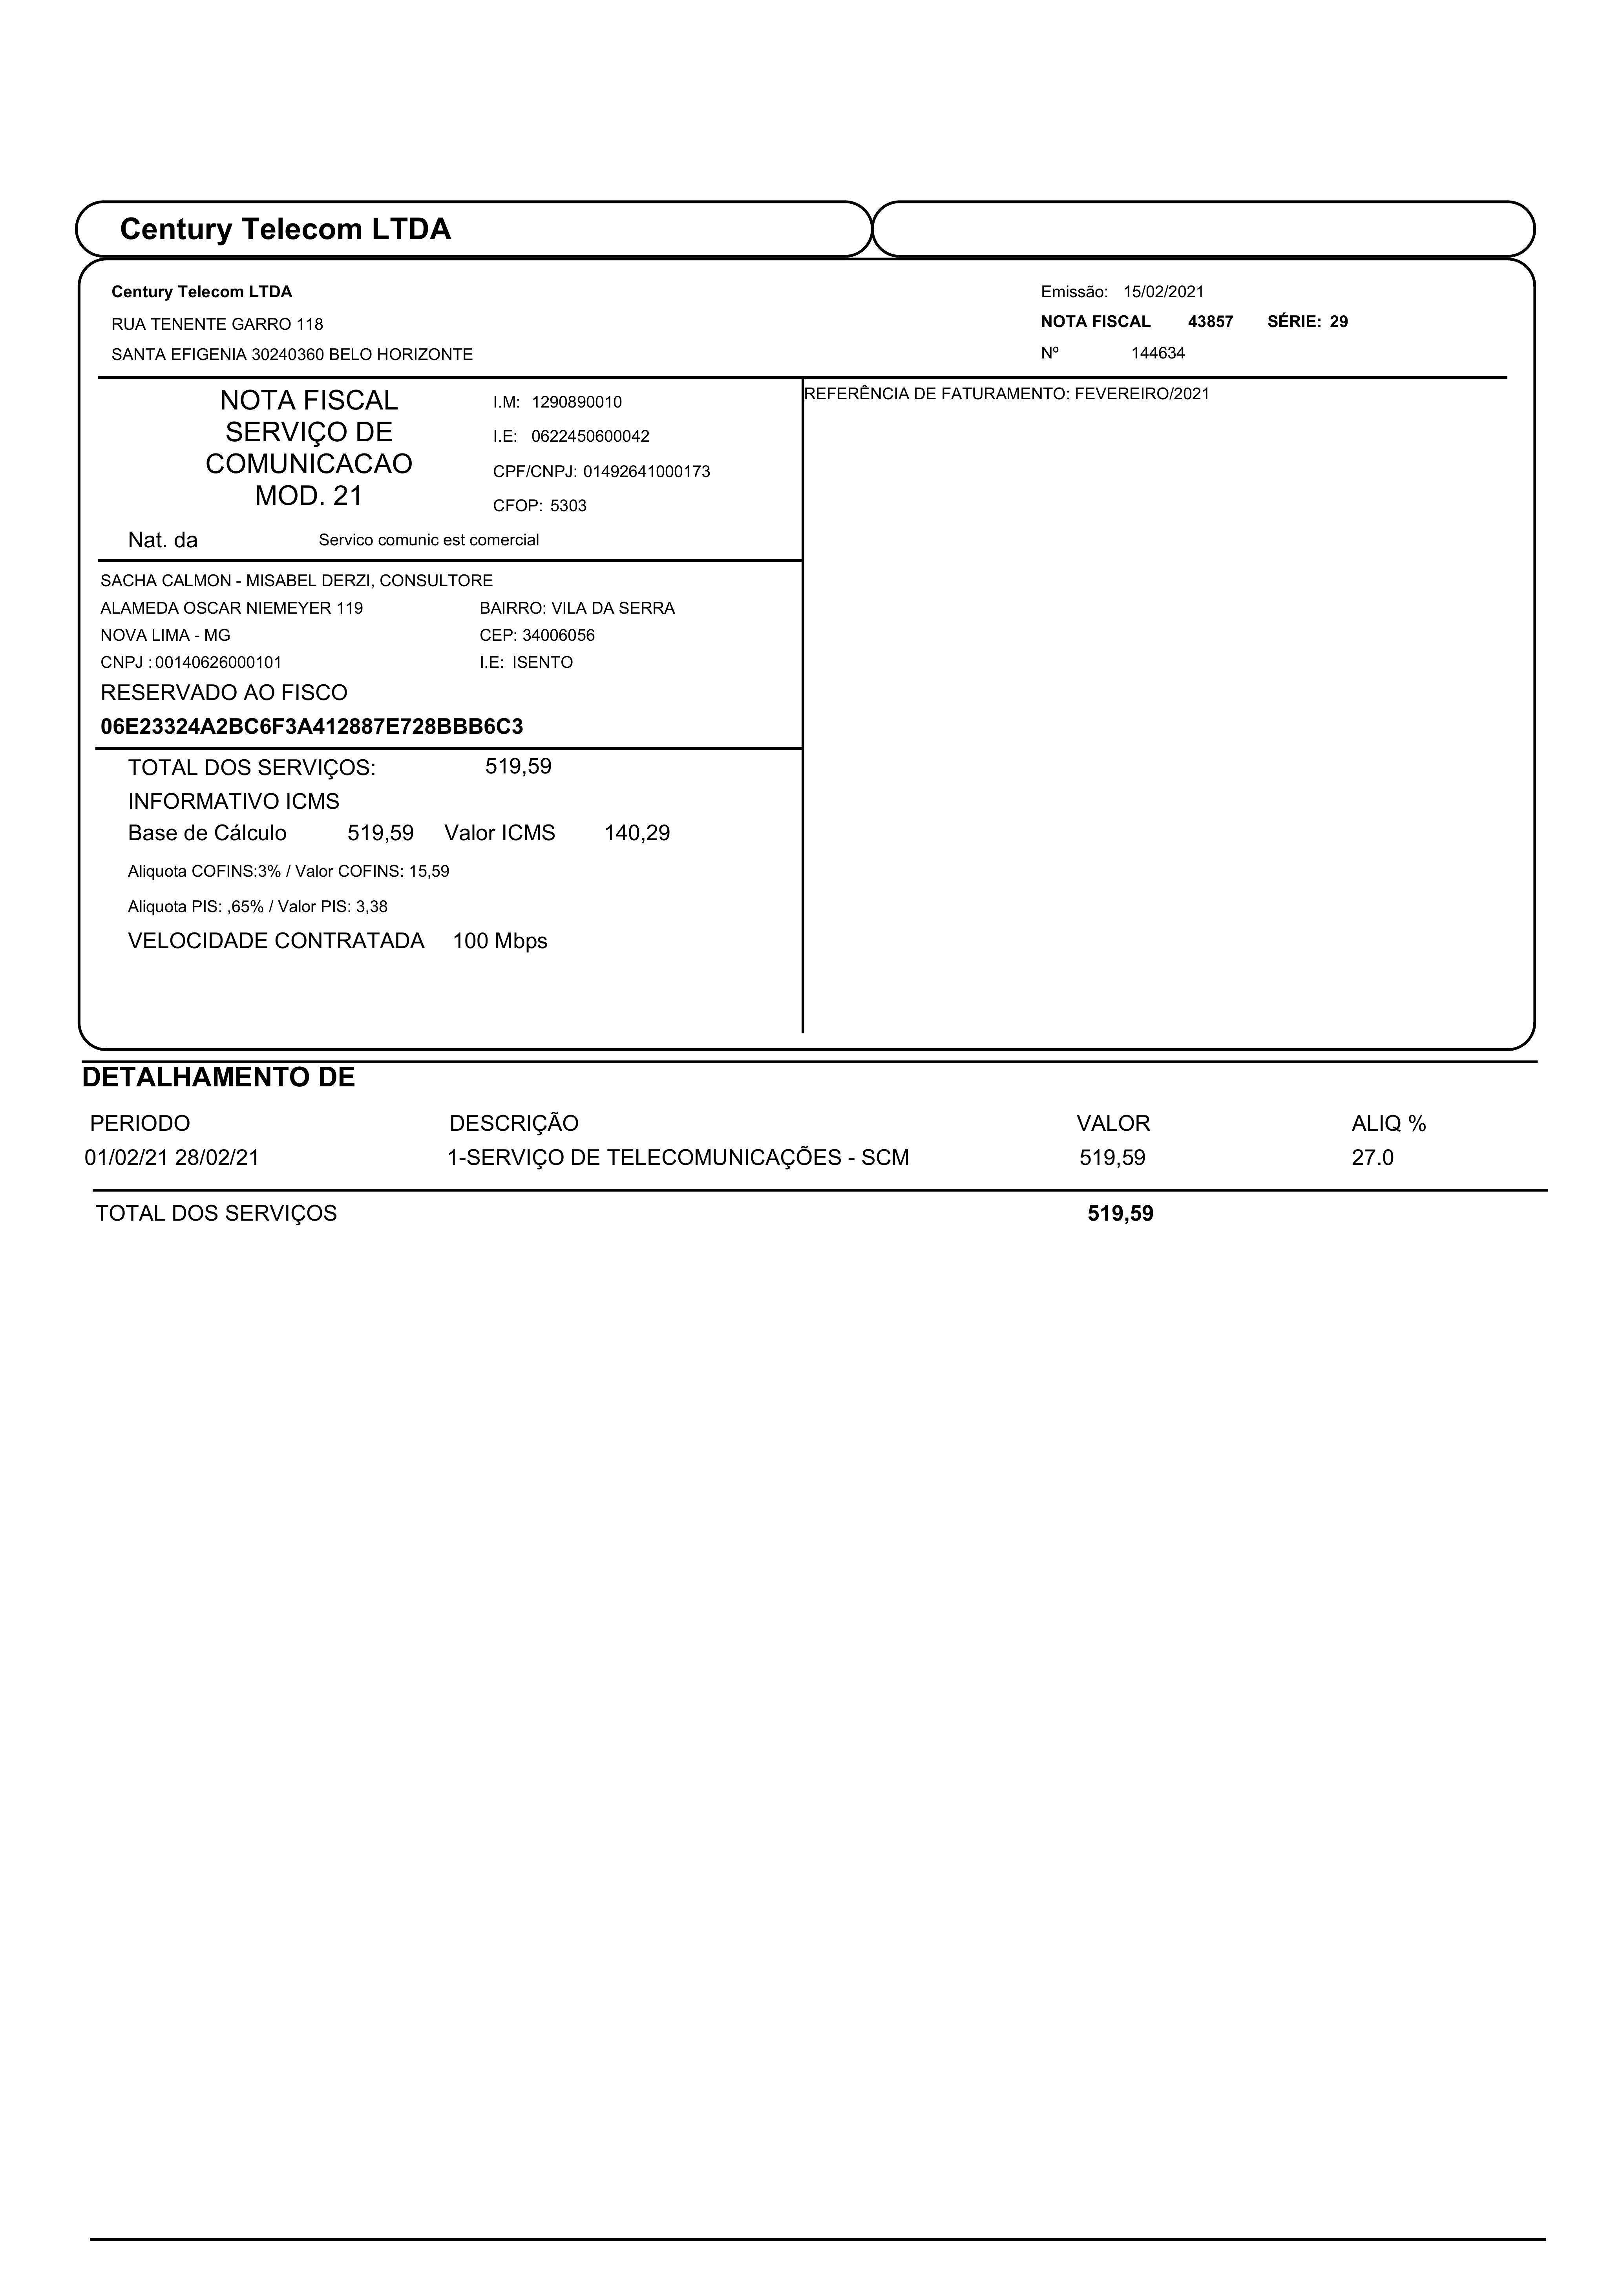 Century Telecom LTDA
Century Telecom LTDA
RUA TENENTE GARRO 118
SANTA EFIGENIA 30240360 BELO HORIZONTE
Emissão: 15/02/2021
NOTA FISCAL 43857 SÉRIE: 29
Nº 144634
NOTA FISCAL
SERVIÇO DE
COMUNICACAO
MOD. 21
I.M: 1290890010
I.E: 0622450600042
CPF/CNPJ: 01492641000173
CFOP: 5303
Nat. da Servico comunic est comercial
REFERÊNCIA DE FATURAMENTO: FEVEREIRO/2021
SACHA CALMON - MISABEL DERZI, CONSULTORE
ALAMEDA OSCAR NIEMEYER 119 BAIRRO: VILA DA SERRA
NOVA LIMA - MG CEP: 34006056
CNPJ : 00140626000101 I.E: ISENTO
RESERVADO AO FISCO
06E23324A2BC6F3A412887E728BBB6C3
TOTAL DOS SERVIÇOS: 519,59
INFORMATIVO ICMS
Base de Cálculo 519,59 Valor ICMS 140,29
Aliquota COFINS:3% / Valor COFINS: 15,59
Aliquota PIS: ,65% / Valor PIS: 3,38
VELOCIDADE CONTRATADA 100 Mbps
DETALHAMENTO DE
PERIODO DESCRIÇÃO VALOR ALIQ %
01/02/21 28/02/21 1-SERVIÇO DE TELECOMUNICAÇÕES - SCM 519,59 27.0
TOTAL DOS SERVIÇOS 519,59